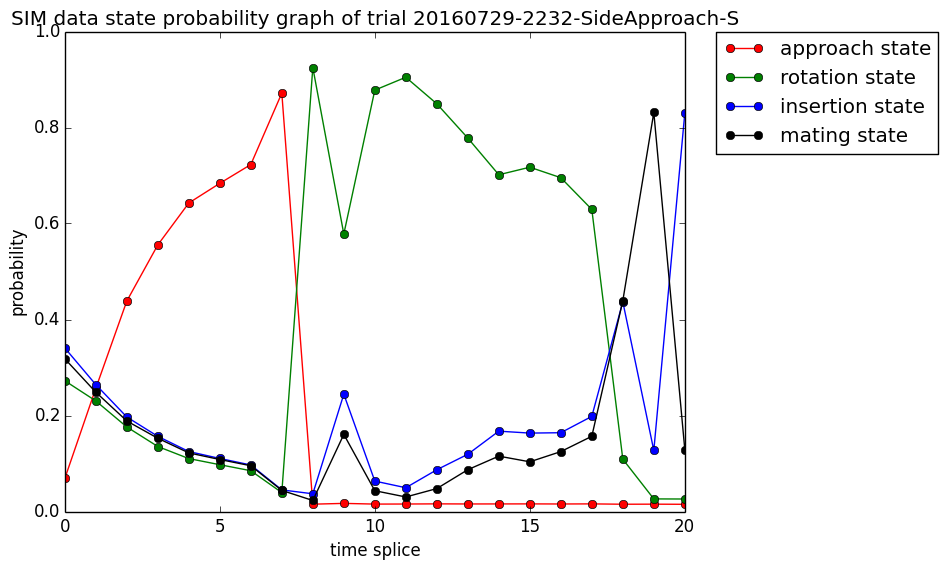 SIM data state probability graph of trial 20160729-2232-SideApproach-S
1.0
0.8
0.6
0.4
0.2
0.0
probability
0
5
10
15
20
time splice
approach state
rotation state
insertion state
mating state